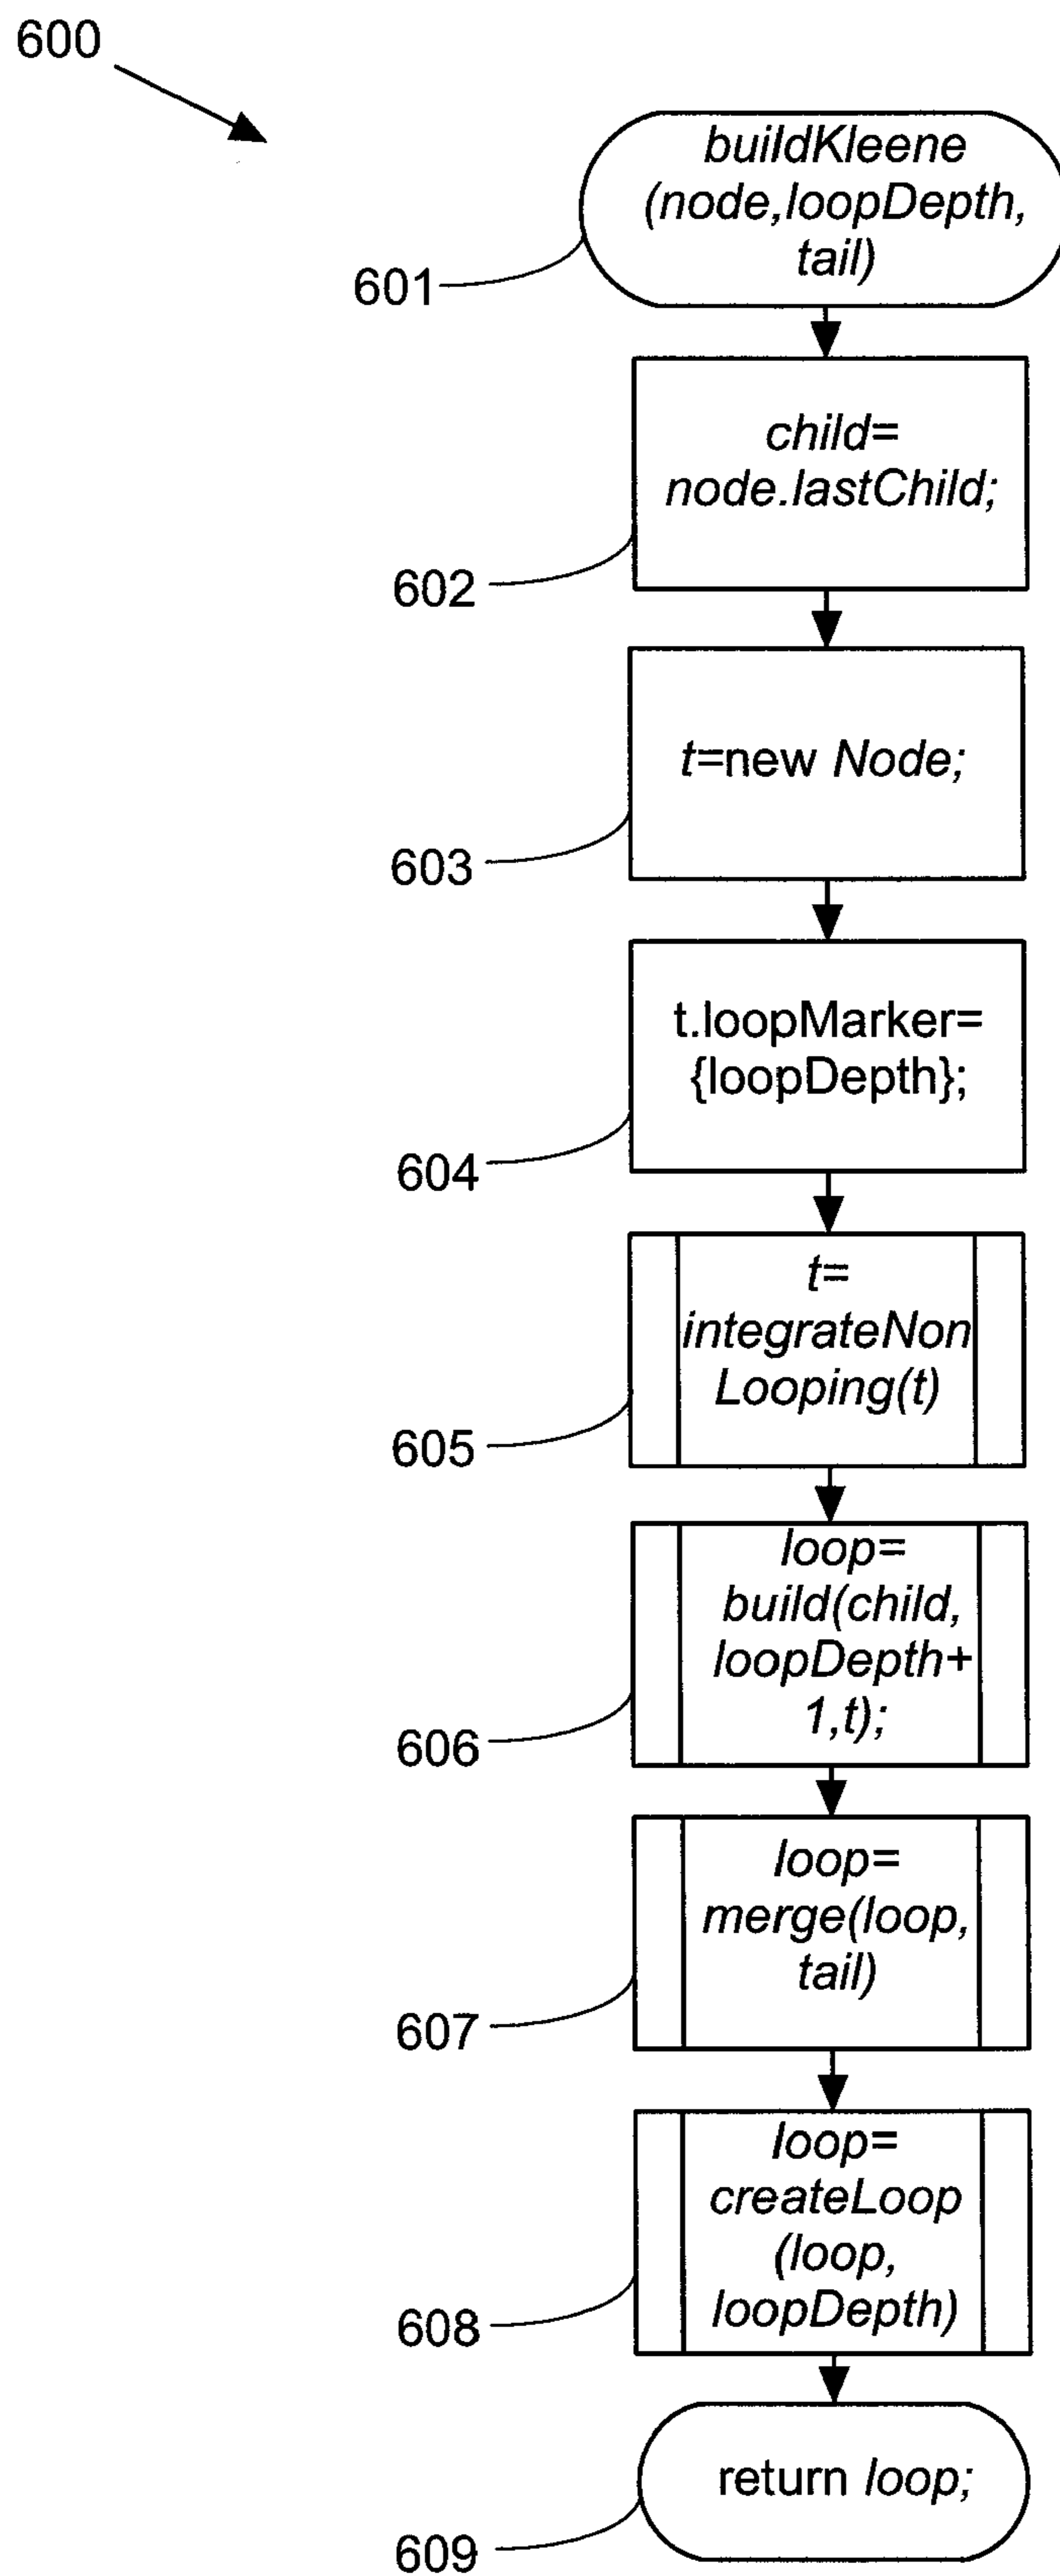 600
buildKleene
(node,loopDepth,
tail)
601
child=
node.lastChild;
602
t=new Node;
603
t.loopMarker=
{loopDepth};
604
t=
integrateNon
Looping(t)
605
loop=
build(child,
loopDepth+
1,t);
606
loop=
merge(loop,
tail)
607
loop=
createLoop
(loop,
loopDepth)
608
return loop;
609